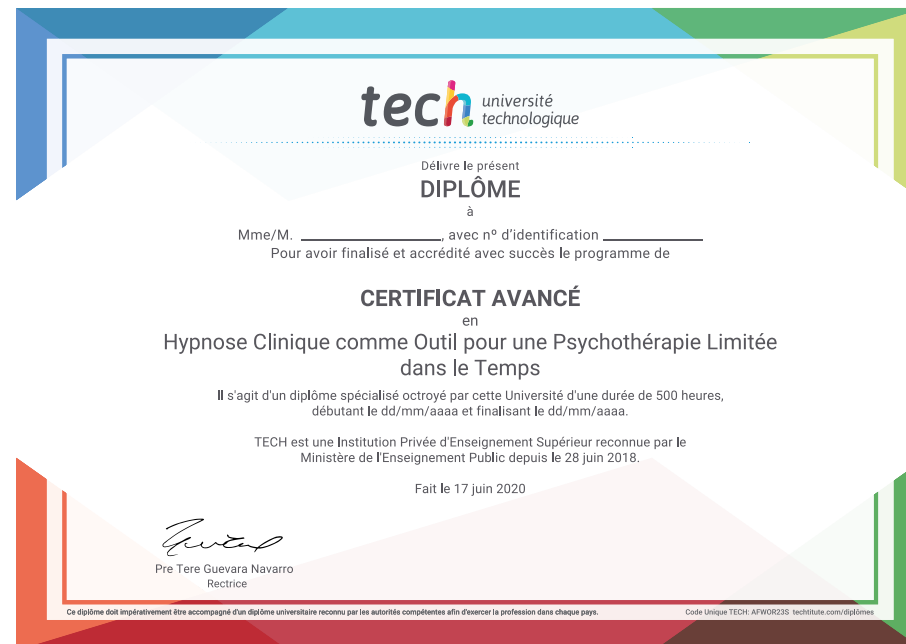 tech université
technologique
Délivre le présent
DIPLÔME
à
Mme/M. ____________________, avec nº d'identification ______________
Pour avoir finalisé et accrédité avec succès le programme de
CERTIFICAT AVANCÉ
en
Hypnose Clinique comme Outil pour une Psychothérapie Limitée
dans le Temps
Il s'agit d'un diplôme spécialisé octroyé par cette Université d'une durée de 500 heures,
débutant le dd/mm/aaaa et finalisant le dd/mm/aaaa.
TECH est une Institution Privée d'Enseignement Supérieur reconnue par le
Ministère de l'Enseignement Public depuis le 28 juin 2018.
Fait le 17 juin 2020
Pre Tere Guevara Navarro
Rectrice
Ce diplôme doit impérativement être accompagné d'un diplôme universitaire reconnu par les autorités compétentes afin d'exercer la profession dans chaque pays.
Code Unique TECH: AFWOR23S techtitute.com/diplômes